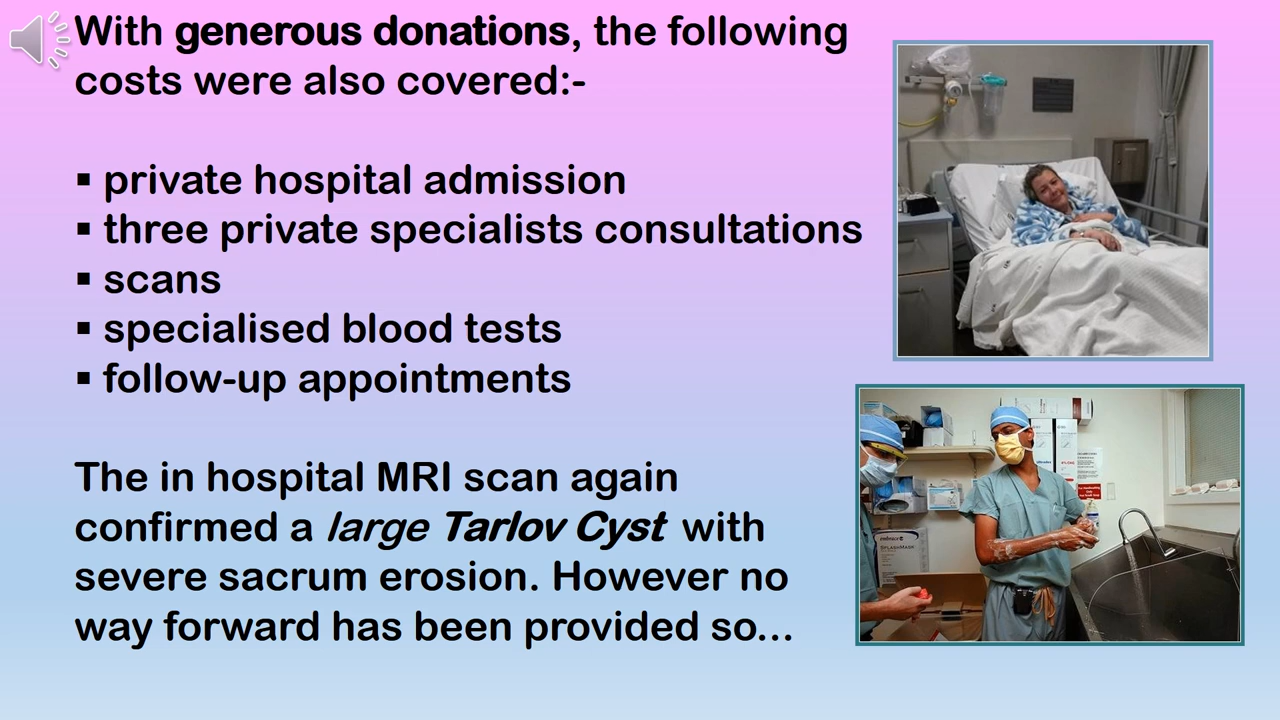 With generous donations, the following
costs were also covered:-
▪ private hospital admission
▪ three private specialists consultations
▪ scans
▪ specialised blood tests
▪ follow-up appointments
The in hospital MRI scan again
confirmed a large Tarlov Cyst with
severe sacrum erosion. However no
way forward has been provided so...